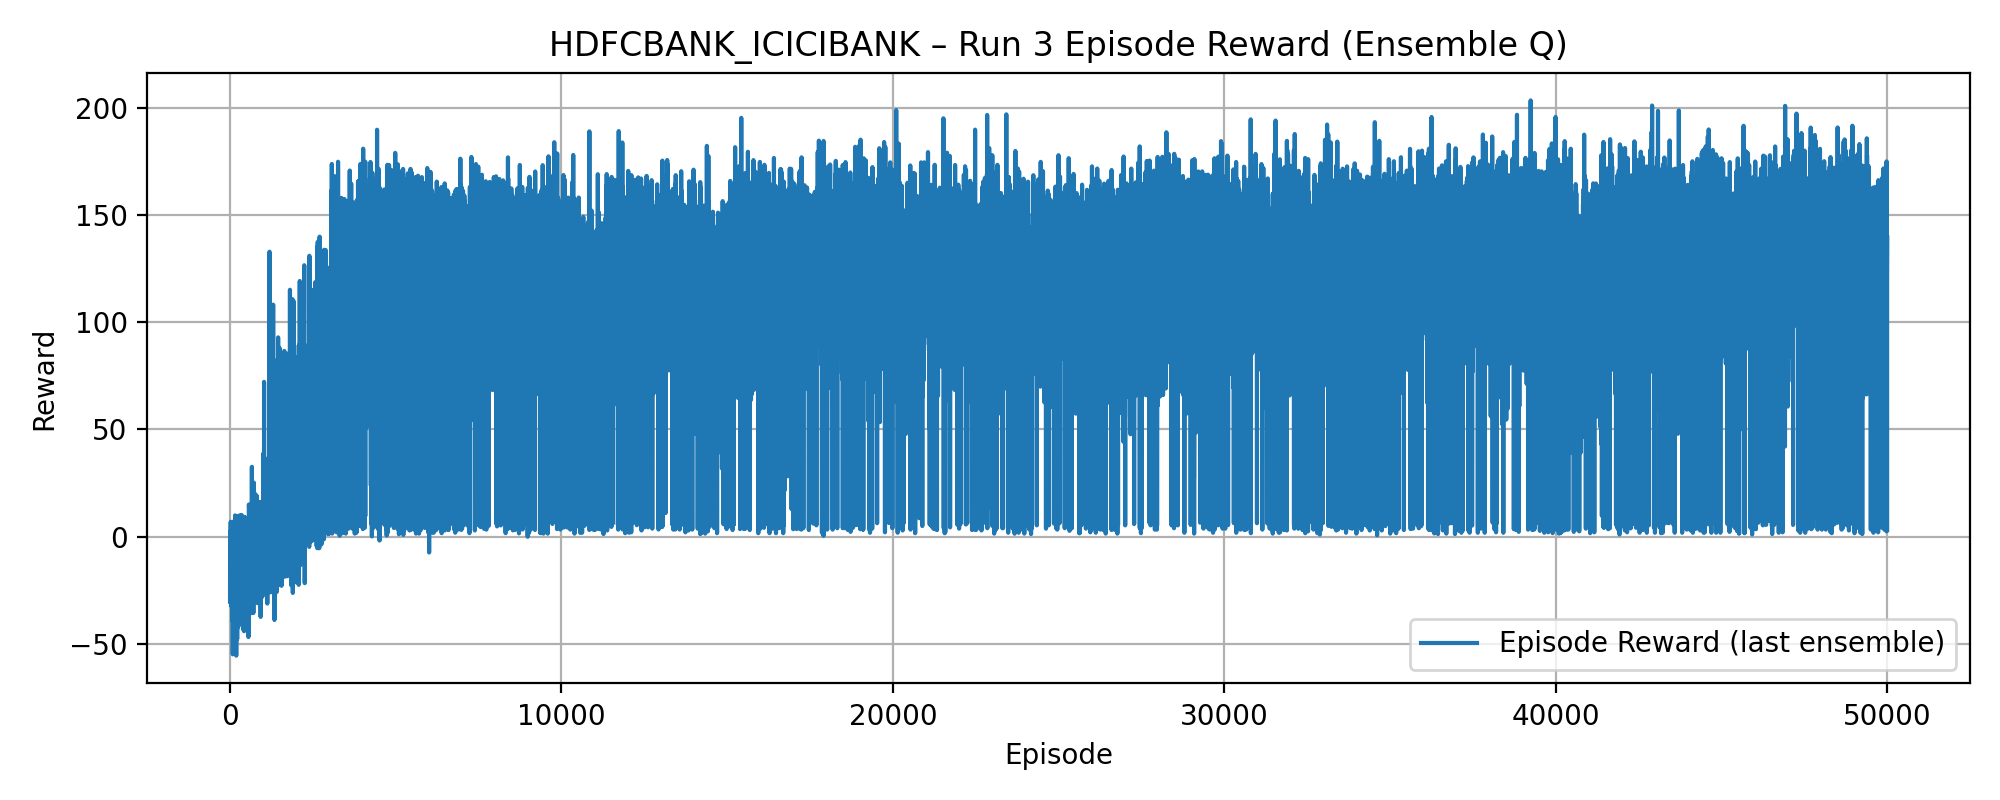 HDFCBANK_ICICIBANK – Run 3 Episode Reward (Ensemble Q)
200
150
100
50
0
−50
Reward
Episode Reward (last ensemble)
0 10000 20000 30000 40000 50000
Episode